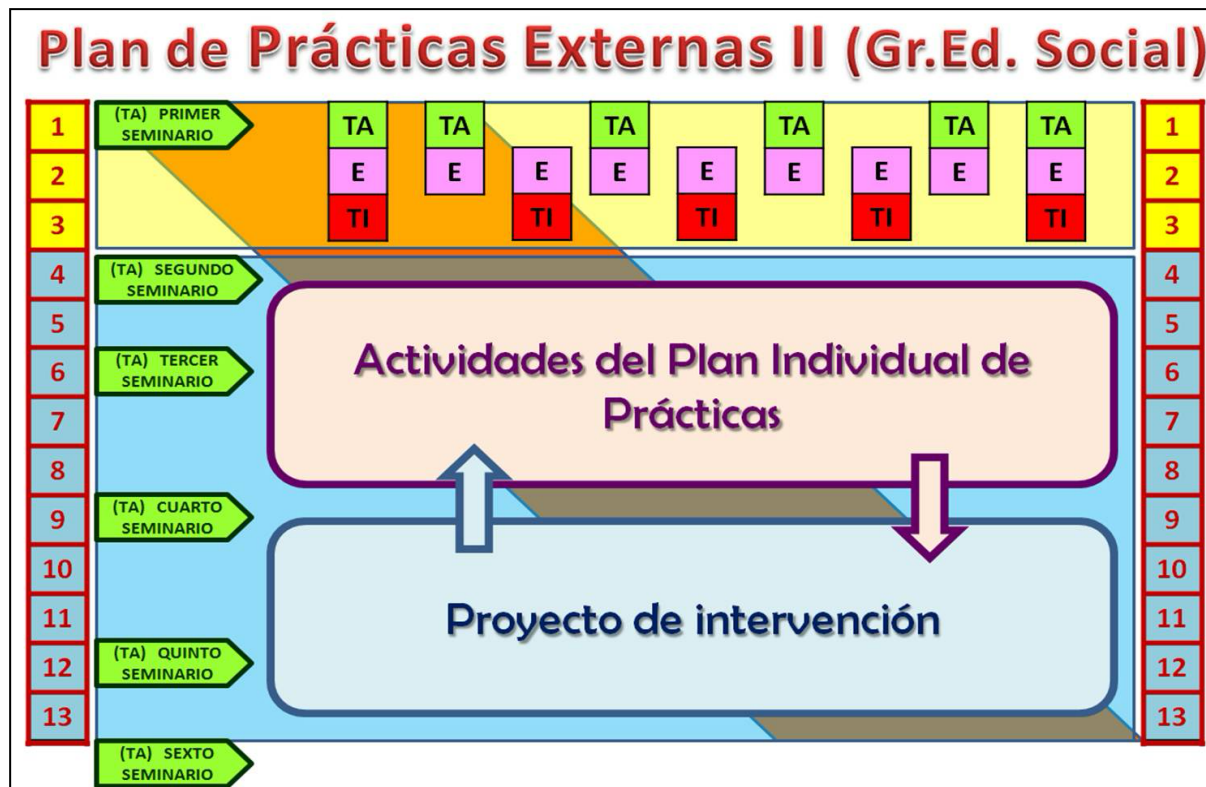 Plan de Prácticas Externas II (Gr.Ed. Social)
1
2
3
4
5
6
7
8
9
10
11
12
13
(TA) PRIMER
SEMINARIO
TA TA TA TA TA TA
E E E E E E E E E
TI TI TI TI TI
(TA) SEGUNDO
SEMINARIO
(TA) TERCER
SEMINARIO
(TA) CUARTO
SEMINARIO
(TA) QUINTO
SEMINARIO
(TA) SEXTO
SEMINARIO
Actividades del Plan Individual de
Prácticas
Proyecto de intervención
1
2
3
4
5
6
7
8
9
10
11
12
13